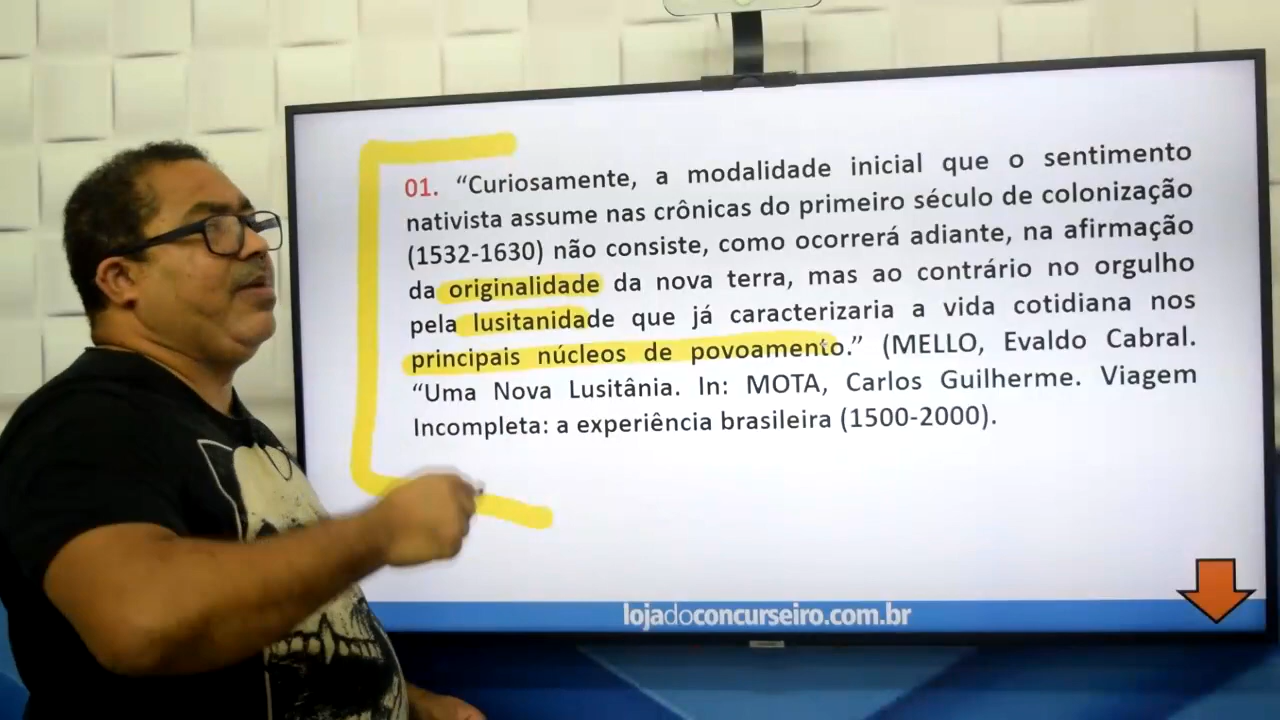 01. “Curiosamente, a modalidade inicial que o sentimento
nativista assume nas crônicas do primeiro século de colonização
(1532-1630) não consiste, como ocorrerá adiante, na afirmação
da originalidade da nova terra, mas ao contrário no orgulho
pela lusitanidade que já caracterizaria a vida cotidiana nos
principais núcleos de povoamento.” (MELLO, Evaldo Cabral.
“Uma Nova Lusitânia. In: MOTA, Carlos Guilherme. Viagem
Incompleta: a experiência brasileira (1500-2000).
lojadoconcurseiro.com.br